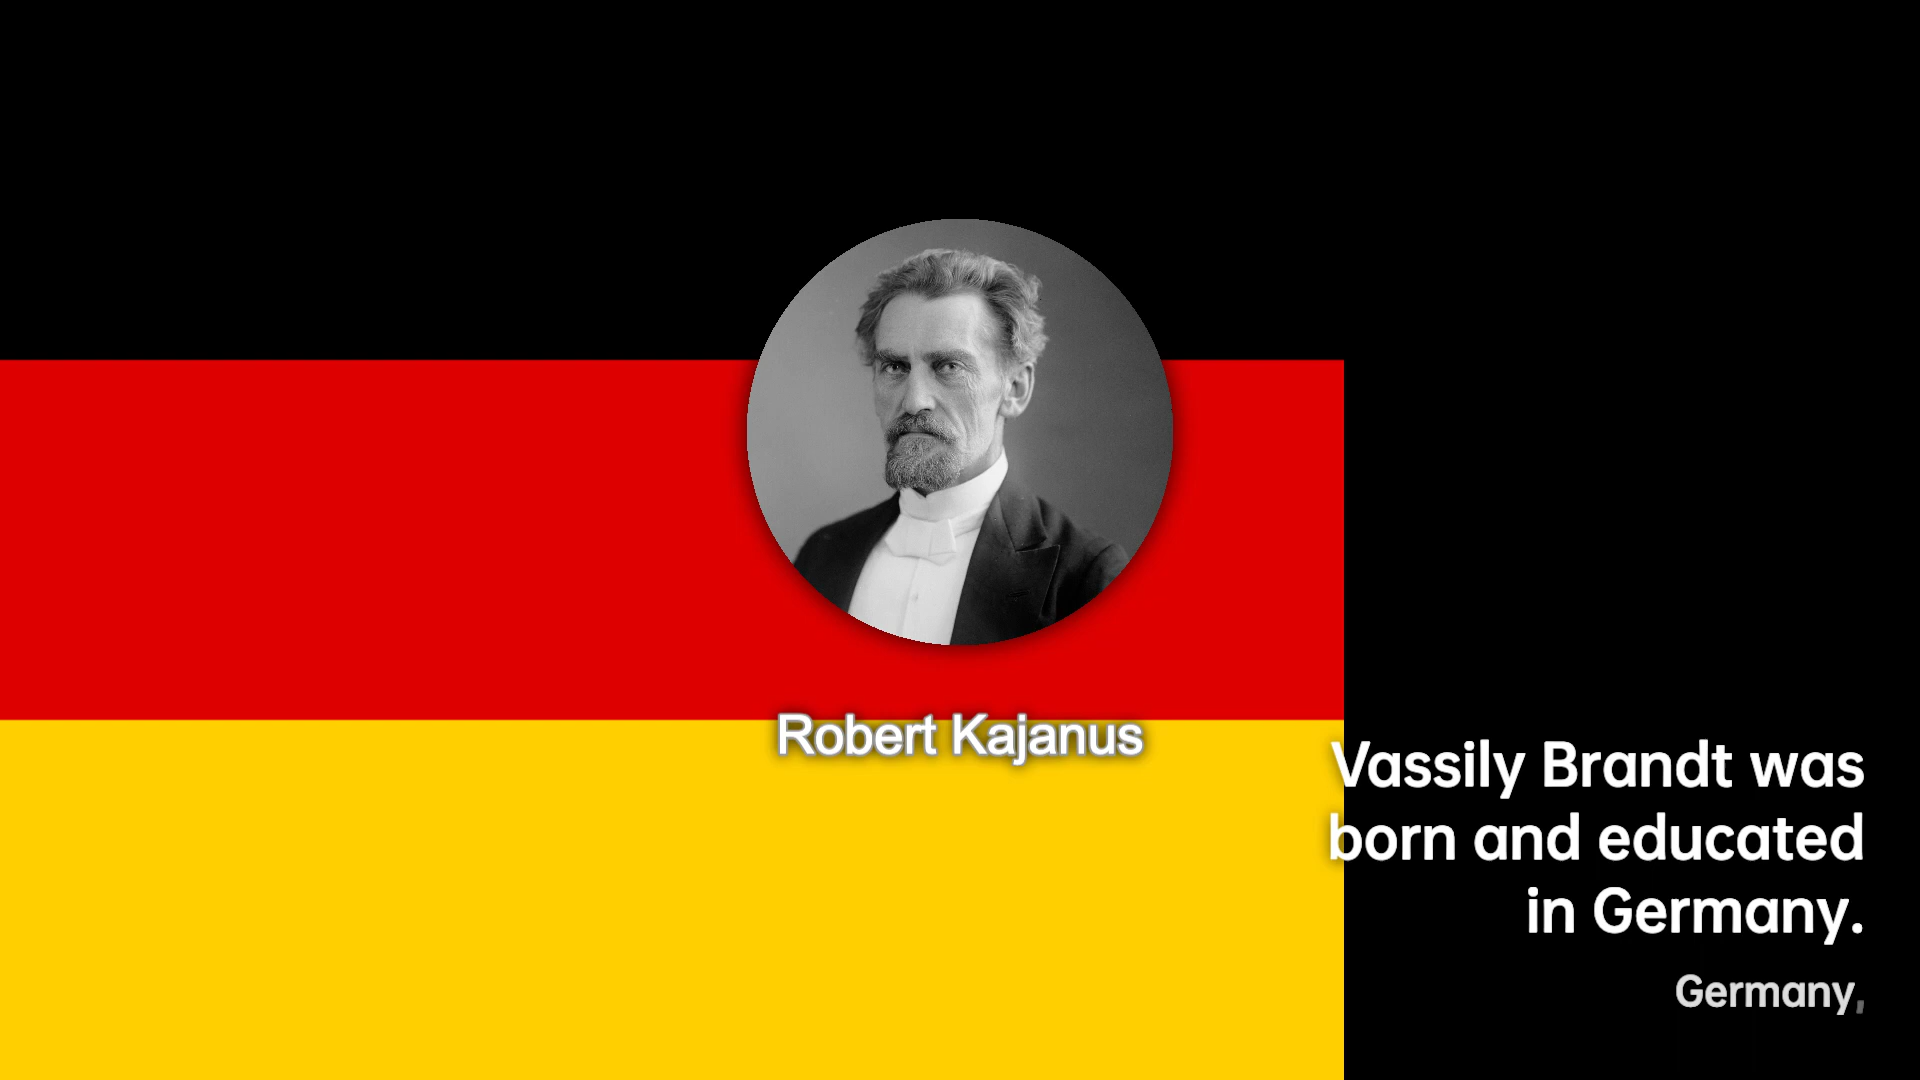 Robert Kajanus
Vassily Brandt was
born and educated
in Germany.
Germany,